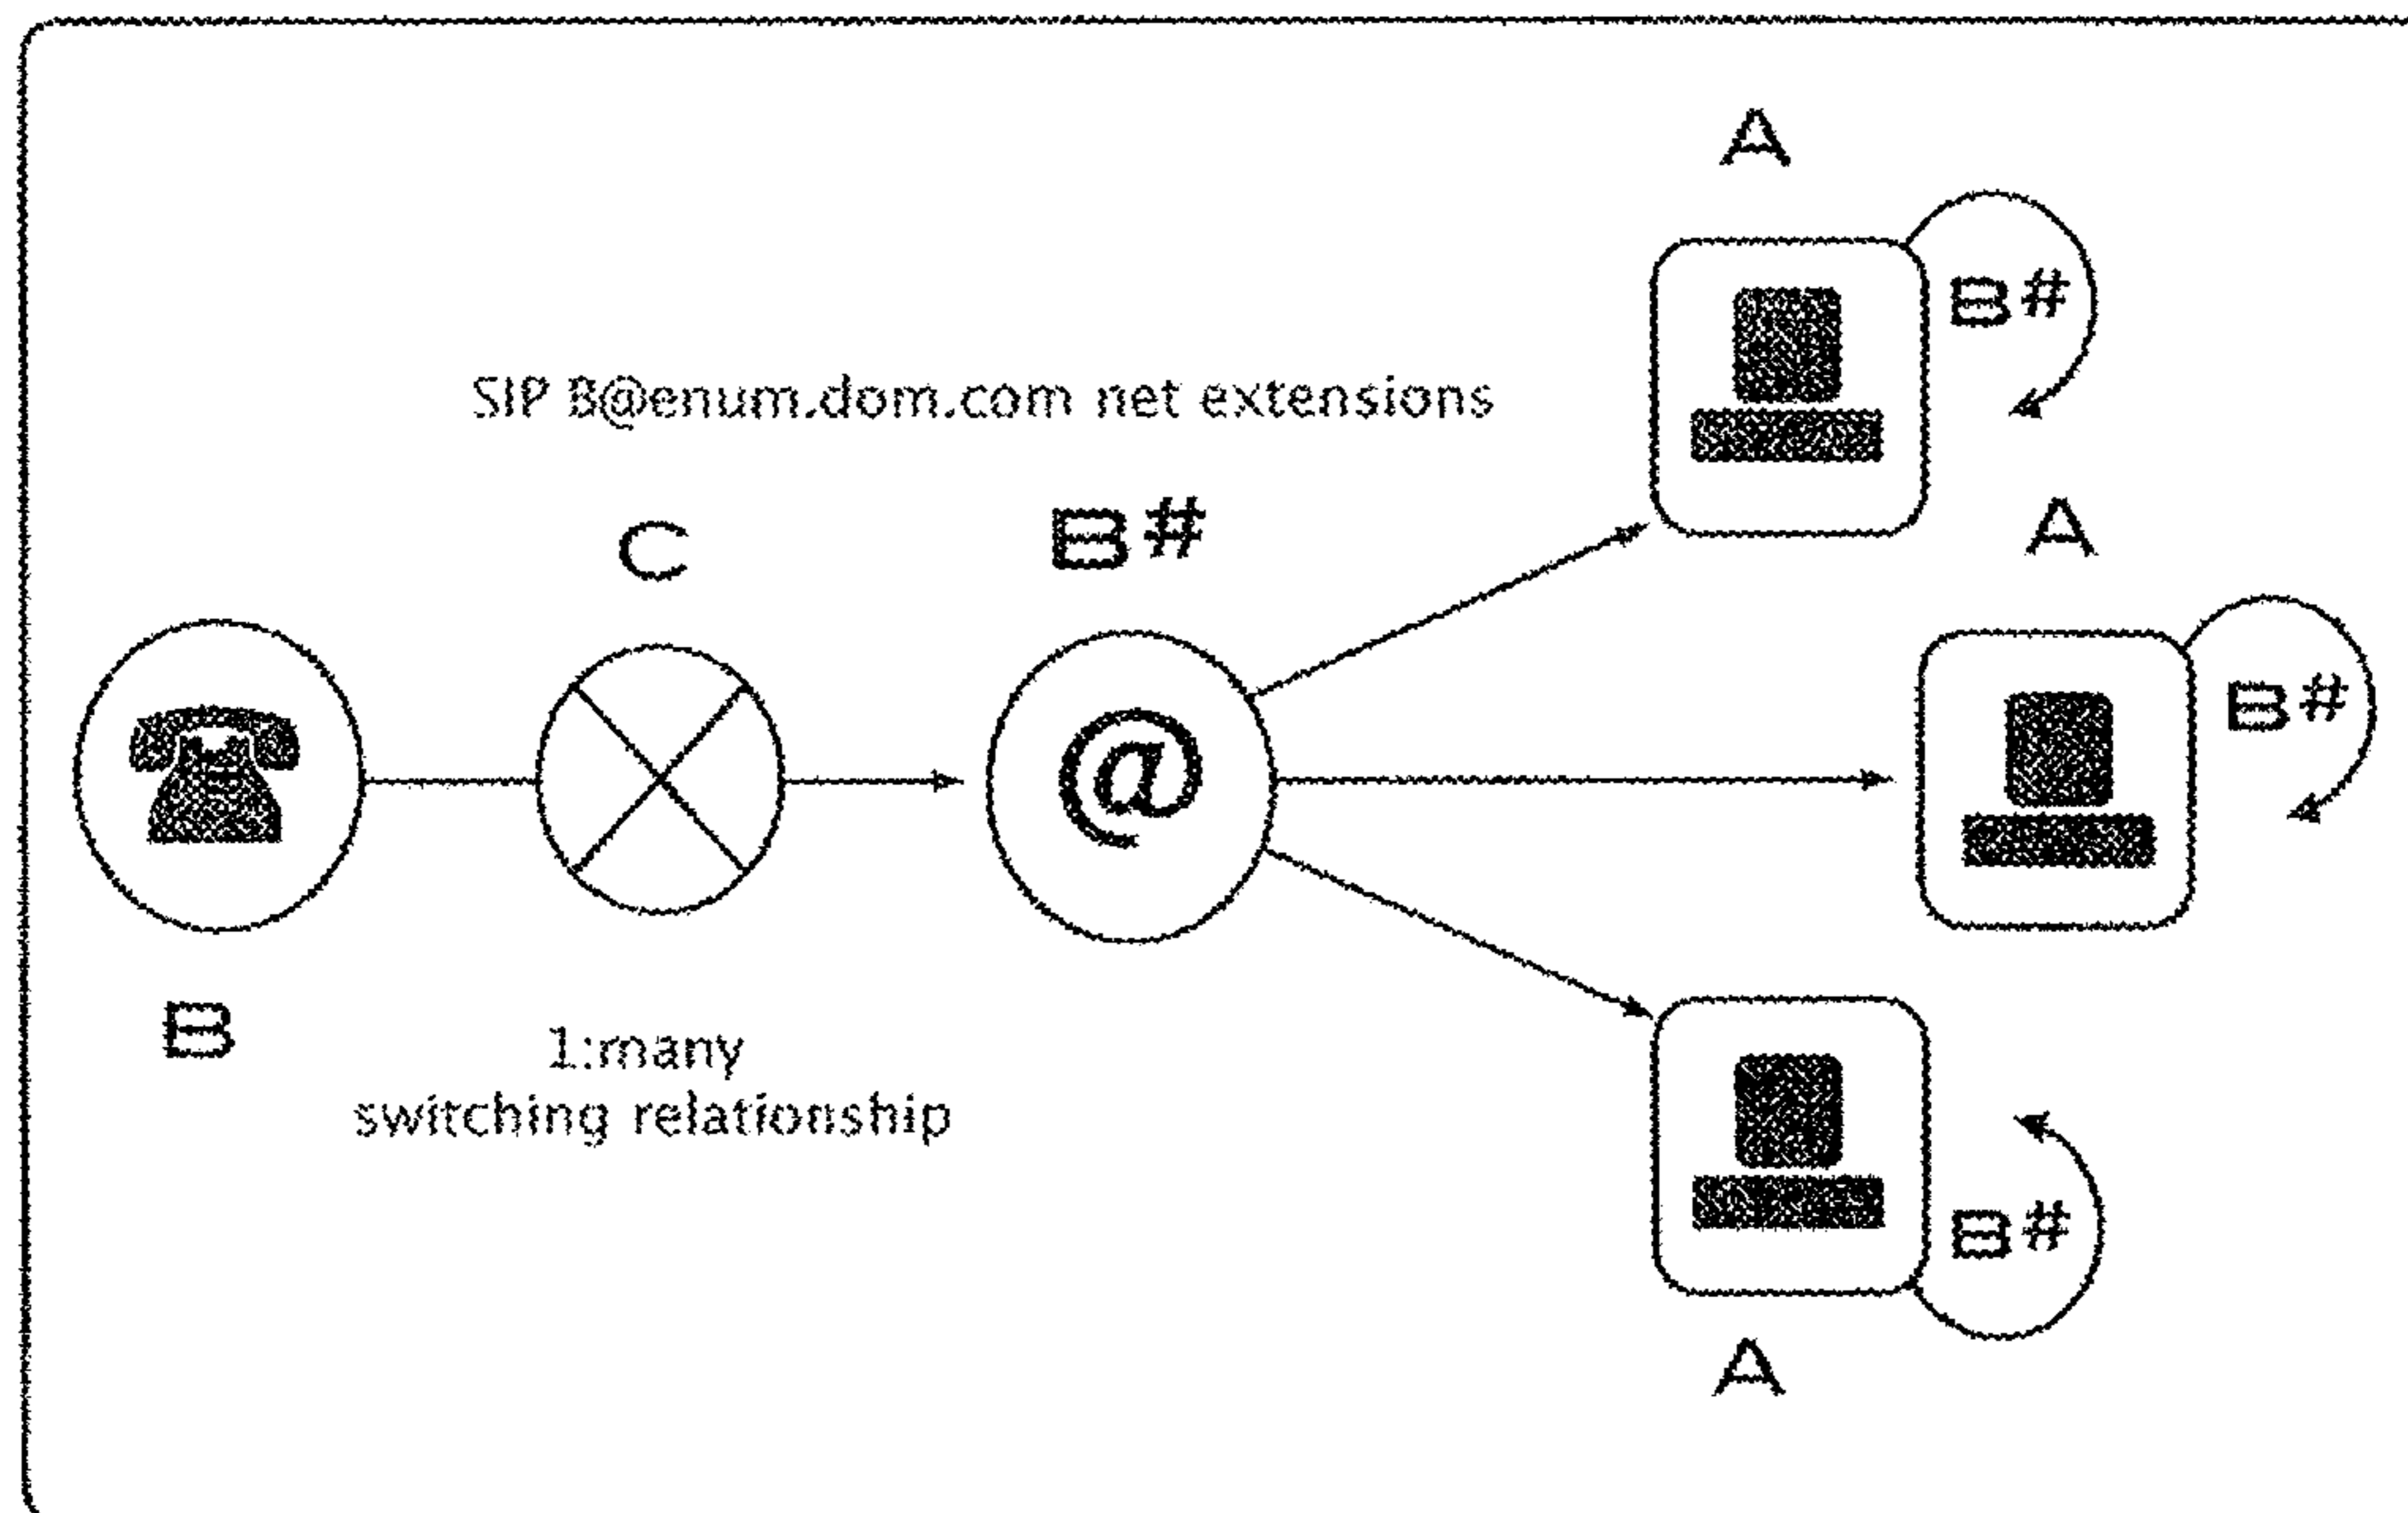 A
B#
SIP B@enum.dom.com net extensions
C
B#
A
B#
@
B
1:many
switching relationship
B#
A